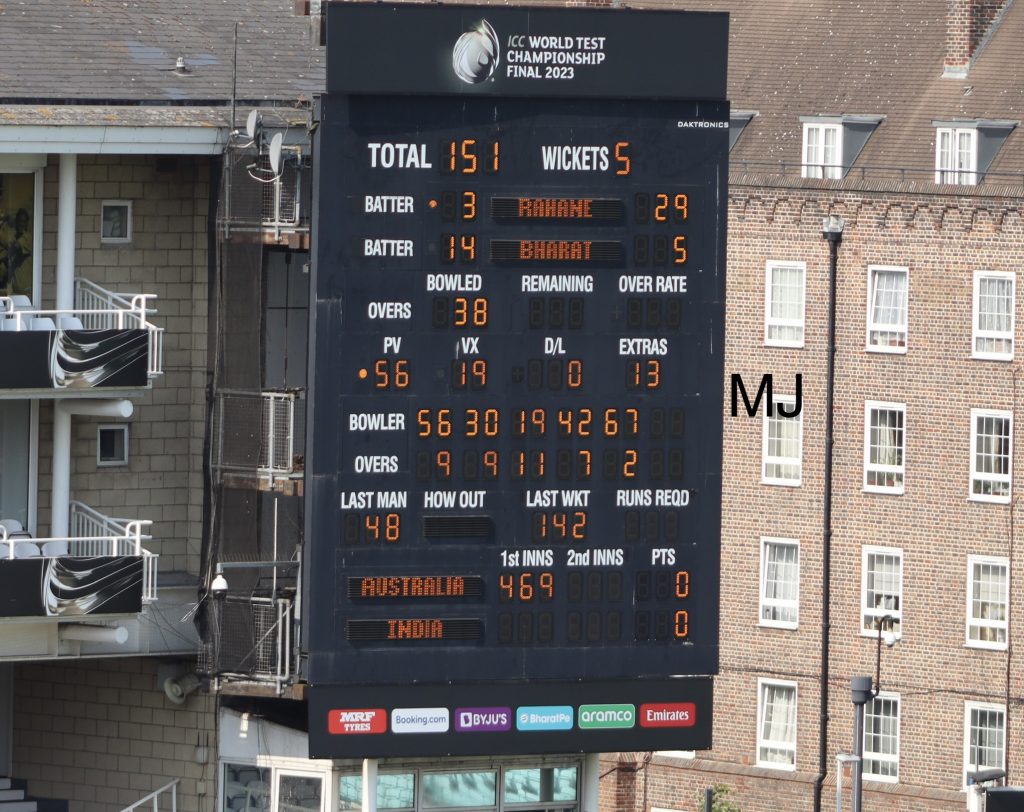 ICC WORLD TEST
CHAMPIONSHIP
FINAL 2023
DAKTRONICS
TOTAL 151 WICKETS 5
BATTER 3 RAHANE 29
BATTER 14 BHARAT 5
BOWLED REMAINING OVER RATE
OVERS 38
PV VX D/L EXTRAS
56 19 0 13
MJ
BOWLER 56 30 19 42 67
OVERS 9 9 11 7 2
LAST MAN HOW OUT LAST WKT RUNS REQD
48 142
1st INNS 2nd INNS PTS
AUSTRALIA 469 0
INDIA 0
MRF TYRES Booking.com BYJU'S BharatPe aramco Emirates